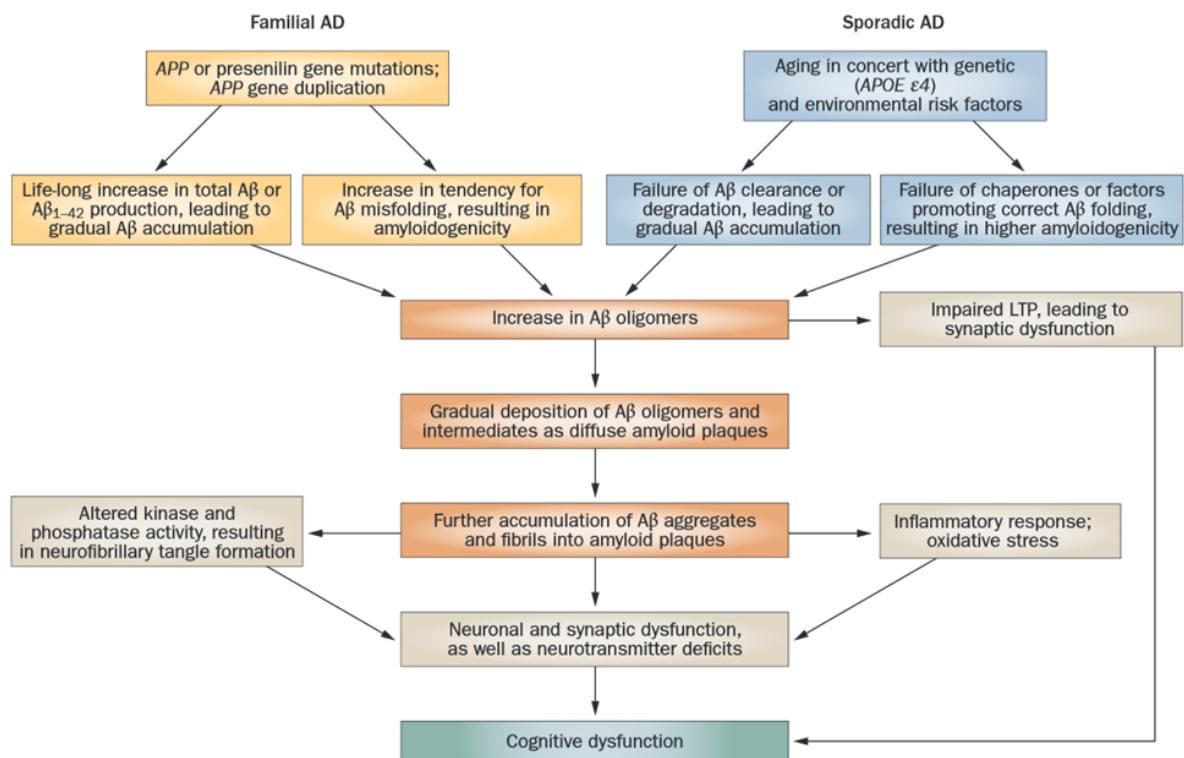 Familial AD
Sporadic AD
APP or presenilin gene mutations;
APP gene duplication
Aging in concert with genetic
(APOE ε4)
and environmental risk factors
Life-long increase in total Aβ or
Aβ1–42 production, leading to
gradual Aβ accumulation
Increase in tendency for
Aβ misfolding, resulting in
amyloidogenicity
Failure of Aβ clearance or
degradation, leading to
gradual Aβ accumulation
Failure of chaperones or factors
promoting correct Aβ folding,
resulting in higher amyloidogenicity
Increase in Aβ oligomers
Impaired LTP, leading to
synaptic dysfunction
Gradual deposition of Aβ oligomers and
intermediates as diffuse amyloid plaques
Altered kinase and
phosphatase activity, resulting
in neurofibrillary tangle formation
Further accumulation of Aβ aggregates
and fibrils into amyloid plaques
Inflammatory response;
oxidative stress
Neuronal and synaptic dysfunction,
as well as neurotransmitter deficits
Cognitive dysfunction